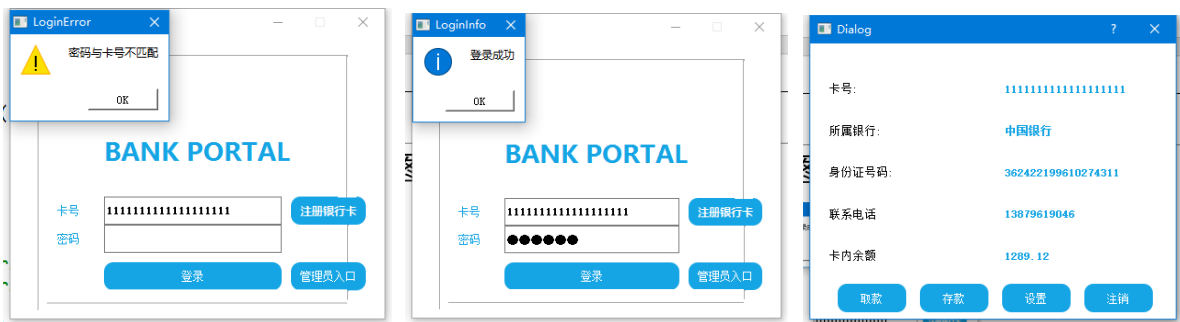 LoginError
密码与卡号不匹配
OK
BANK PORTAL
卡号 1111111111111111111 注册银行卡
密码
登录 管理员入口
LoginInfo
登录成功
OK
BANK PORTAL
卡号 1111111111111111111 注册银行卡
密码 ●●●●●●
登录 管理员入口
Dialog
卡号: 1111111111111111111
所属银行: 中国银行
身份证号码: 362422199610274311
联系电话 13879619046
卡内余额 1289.12
取款 存款 设置 注销